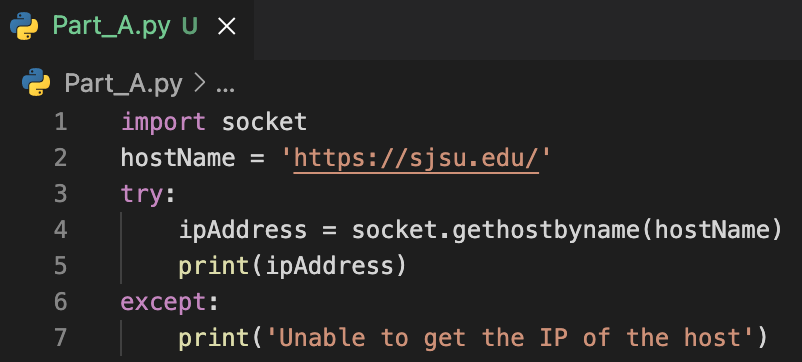 Part_A.py U ×
Part_A.py > ...
1 import socket
2 hostName = 'https://sjsu.edu/'
3 try:
4     ipAddress = socket.gethostbyname(hostName)
5     print(ipAddress)
6 except:
7     print('Unable to get the IP of the host')